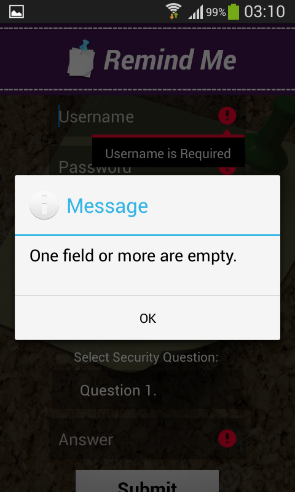 99% 03:10
Remind Me
Username
Username is Required
Password
Message
One field or more are empty.
OK
Select Security Question:
Question 1.
Answer
Submit